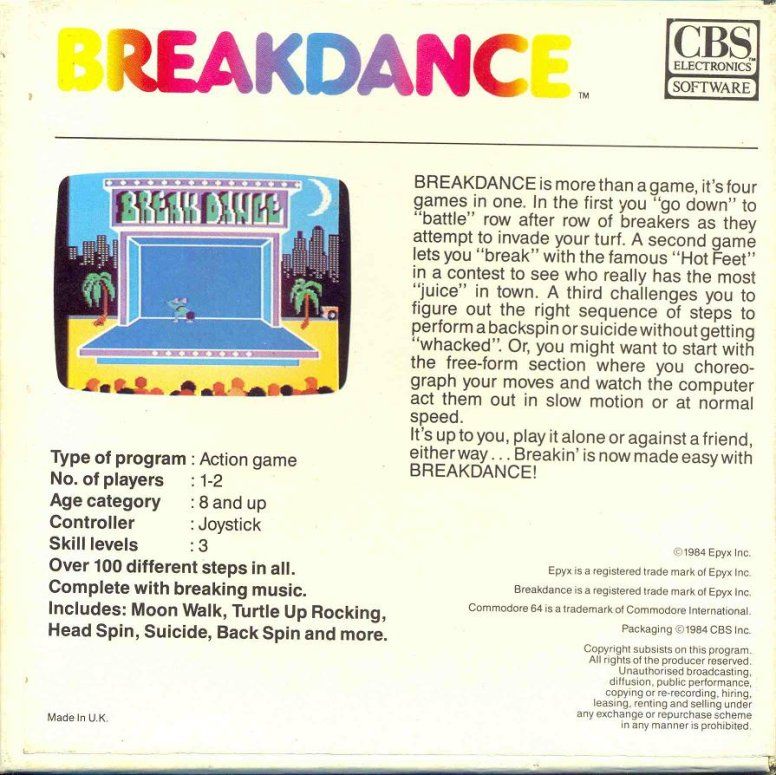 BREAKDANCE™
CBS
ELECTRONICS™
SOFTWARE
BREAK DANCE
BREAKDANCE is more than a game, it's four
games in one. In the first you "go down" to
"battle" row after row of breakers as they
attempt to invade your turf. A second game
lets you "break" with the famous "Hot Feet"
in a contest to see who really has the most
"juice" in town. A third challenges you to
figure out the right sequence of steps to
perform a backspin or suicide without getting
"whacked". Or, you might want to start with
the free-form section where you choreo-
graph your moves and watch the computer
act them out in slow motion or at normal
speed.
It's up to you, play it alone or against a friend,
either way... Breakin' is now made easy with
BREAKDANCE!
Type of program : Action game
No. of players : 1-2
Age category : 8 and up
Controller : Joystick
Skill levels : 3
Over 100 different steps in all.
Complete with breaking music.
Includes: Moon Walk, Turtle Up Rocking,
Head Spin, Suicide, Back Spin and more.
©1984 Epyx Inc.
Epyx is a registered trade mark of Epyx Inc.
Breakdance is a registered trade mark of Epyx Inc.
Commodore 64 is a trademark of Commodore International.
Packaging ©1984 CBS Inc.
Copyright subsists on this program.
All rights of the producer reserved.
Unauthorised broadcasting,
diffusion, public performance,
copying or re-recording, hiring,
leasing, renting and selling under
any exchange or repurchase scheme
in any manner is prohibited.
Made In U.K.